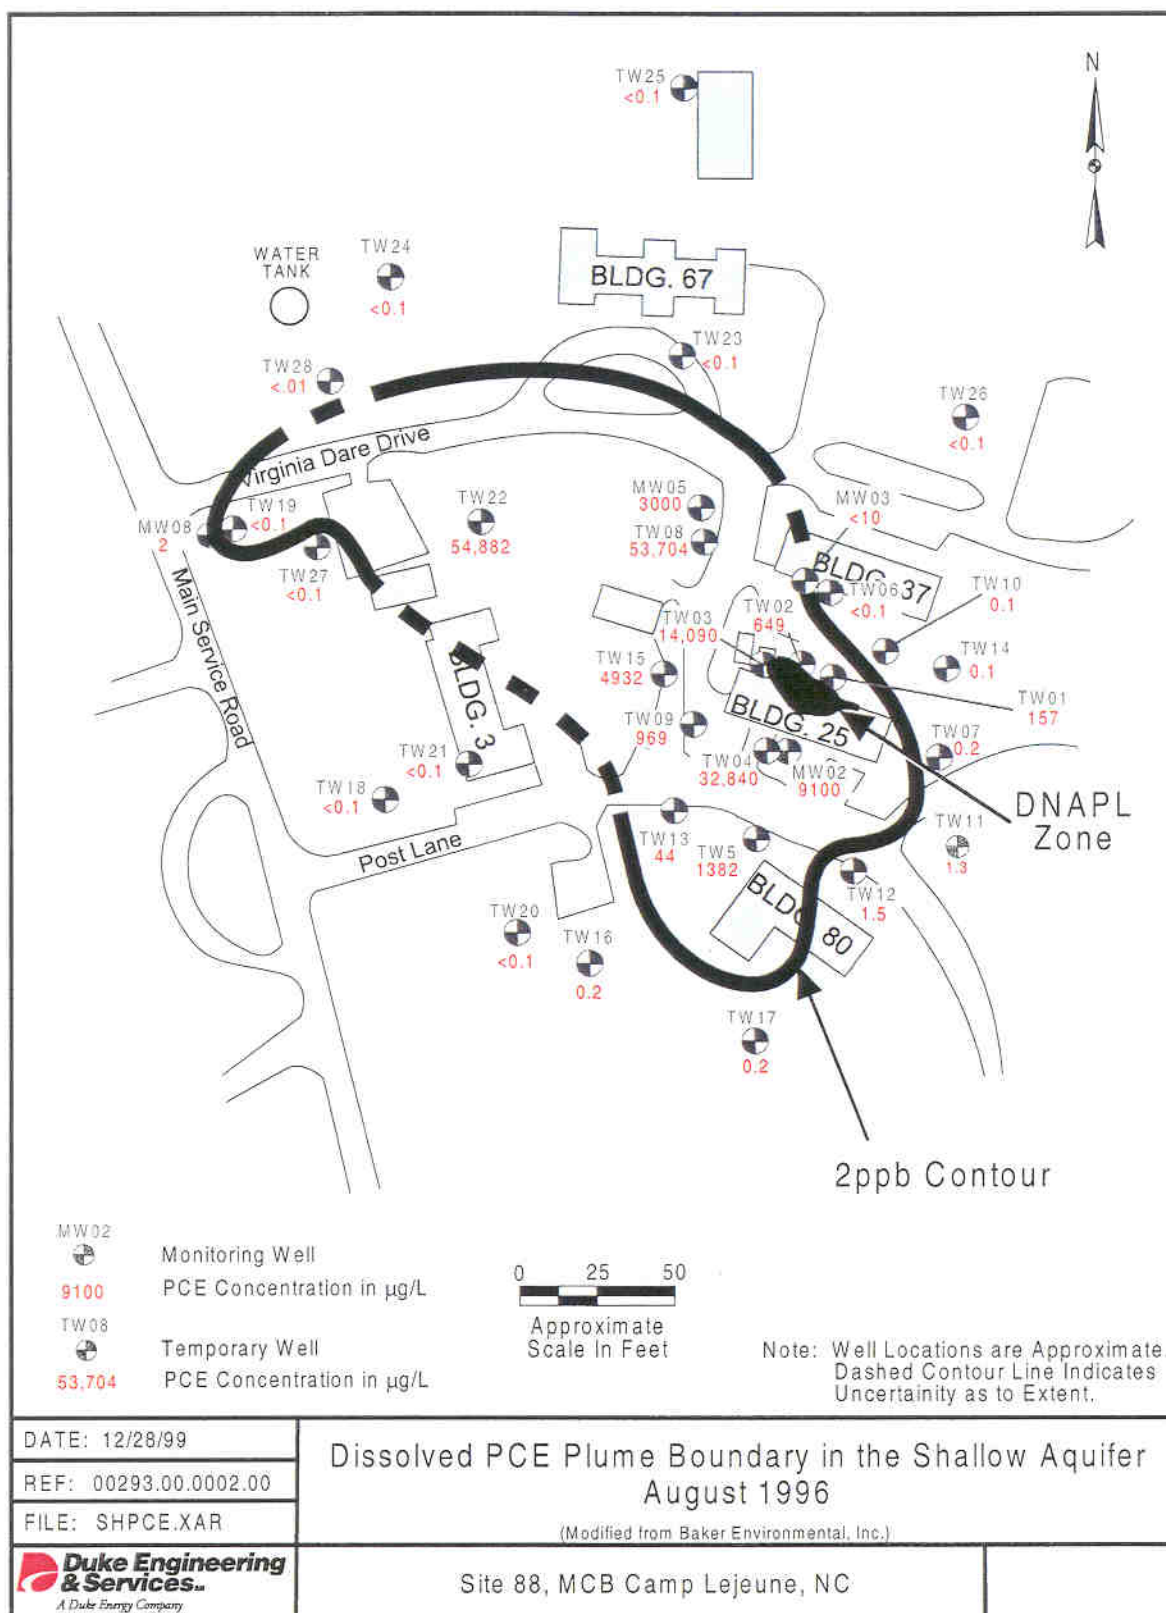 N
TW25
<0.1
TW24
<0.1
WATER
TANK
BLDG. 67
TW23
<0.1
TW28
<.01
TW26
<0.1
Virginia Dare Drive
MW08
2
TW19
<0.1
TW27
<0.1
TW22
54,882
MW05
3000
TW08
53,704
MW03
<10
BLDG. 37
TW06
<0.1
TW10
0.1
TW14
0.1
TW03
14,090
TW02
649
TW01
157
TW15
4932
Main Service Road
BLDG. 3
TW09
969
BLDG. 25
TW07
0.2
TW21
<0.1
TW18
<0.1
TW04
32,840
MW02
9100
DNAPL
Zone
TW13
44
TW5
1382
TW11
1.3
TW12
1.5
Post Lane
BLDG. 80
TW20
<0.1
TW16
0.2
TW17
0.2
2ppb Contour
MW02
Monitoring Well
9100 PCE Concentration in µg/L
TW08
Temporary Well
53,704 PCE Concentration in µg/L
0 25 50
Approximate
Scale In Feet
Note: Well Locations are Approximate.
Dashed Contour Line Indicates
Uncertainity as to Extent.
DATE: 12/28/99
REF: 00293.00.0002.00
FILE: SHPCE.XAR
Dissolved PCE Plume Boundary in the Shallow Aquifer
August 1996
(Modified from Baker Environmental, Inc.)
Duke Engineering
& Services
A Duke Energy Company
Site 88, MCB Camp Lejeune, NC